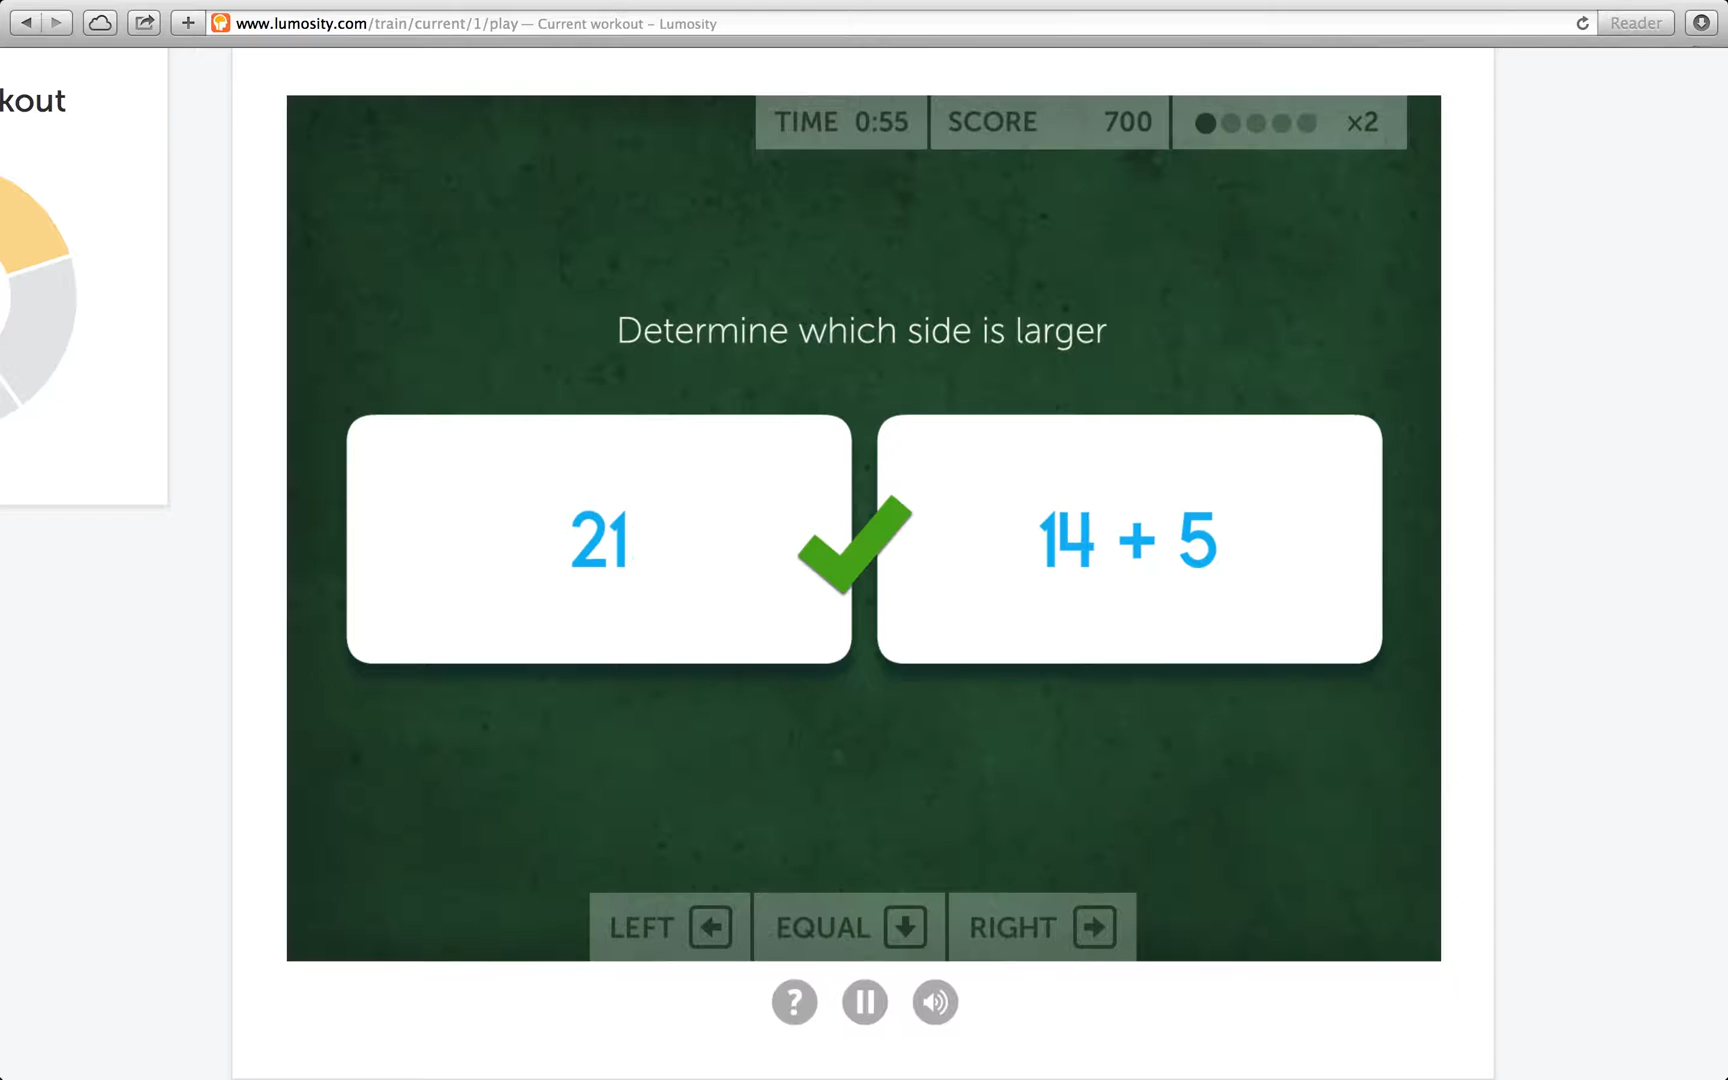 www.lumosity.com/train/current/1/play — Current workout – Lumosity
Reader
kout
TIME 0:55 SCORE 700 x2
Determine which side is larger
21 14 + 5
LEFT EQUAL RIGHT
?